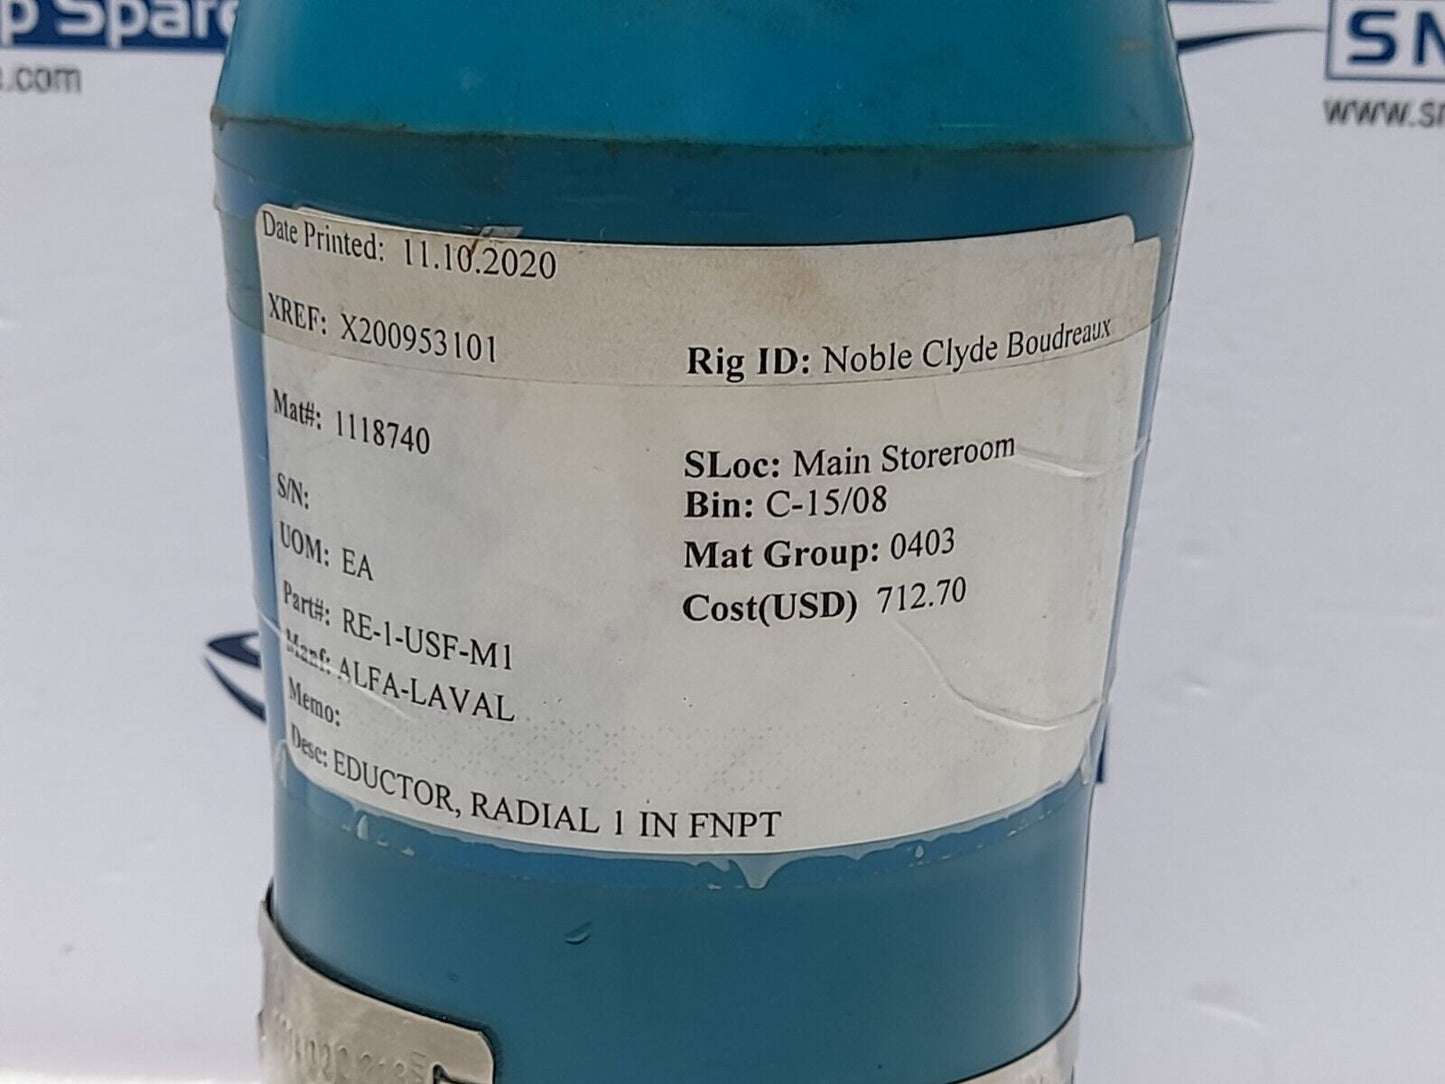 p Spare
.com
SN
www.sn
Date Printed: 11.10.2020
XREF: X200953101
Rig ID: Noble Clyde Boudreaux
Mat#: 1118740
SLoc: Main Storeroom
S/N:
Bin: C-15/08
UOM: EA
Mat Group: 0403
Part#: RE-1-USF-M1
Cost(USD) 712.70
Manf: ALFA-LAVAL
Memo:
Desc: EDUCTOR, RADIAL 1 IN FNPT